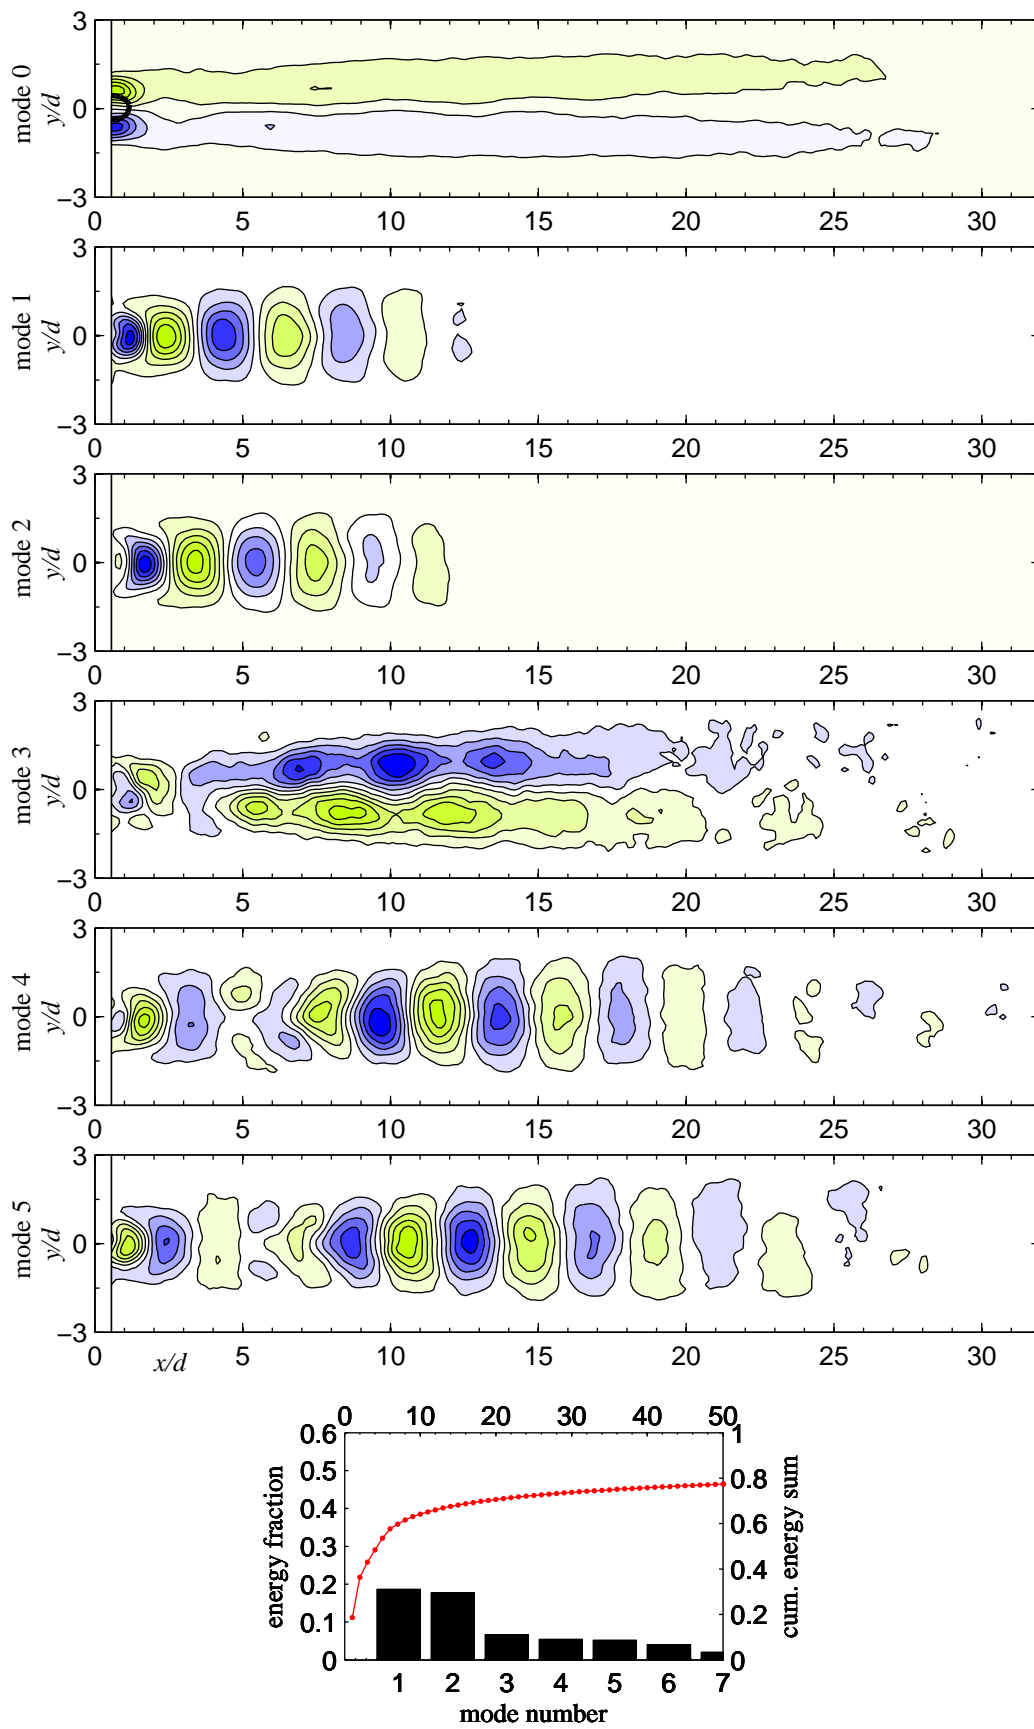 3
mode 0
y/d
0
−3
0 5 10 15 20 25 30
3
mode 1
y/d
0
−3
0 5 10 15 20 25 30
3
mode 2
y/d
0
−3
0 5 10 15 20 25 30
3
mode 3
y/d
0
−3
0 5 10 15 20 25 30
3
mode 4
y/d
0
−3
0 5 10 15 20 25 30
3
mode 5
y/d
0
−3
0 5 10 15 20 25 30
x/d
0 10 20 30 40 50
0.6 1
0.5
0.8
0.4
0.6
0.3
0.4
0.2
0.2
0.1
0 0
energy fraction
cum. energy sum
1 2 3 4 5 6 7
mode number